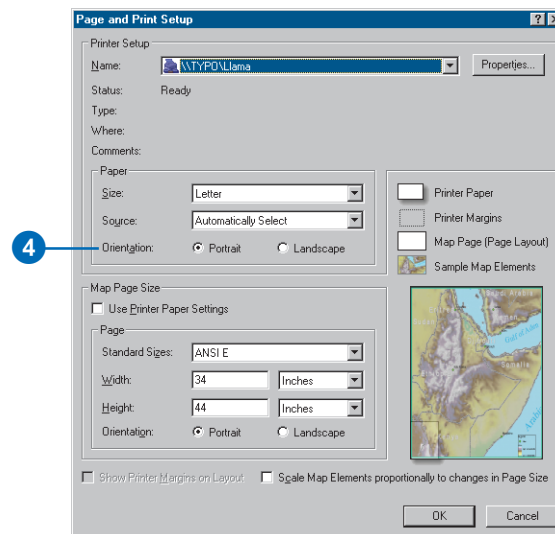 Page and Print Setup
Printer Setup
Name: \\TYPO\Llama Properties...
Status: Ready
Type:
Where:
Comments:
Paper
Size: Letter
Source: Automatically Select
4 Orientation: Portrait Landscape
Printer Paper
Printer Margins
Map Page (Page Layout)
Sample Map Elements
Map Page Size
Use Printer Paper Settings
Page
Standard Sizes: ANSI E
Width: 34 Inches
Height: 44 Inches
Orientation: Portrait Landscape
Gulf of Aden
Show Printer Margins on Layout Scale Map Elements proportionally to changes in Page Size
OK Cancel